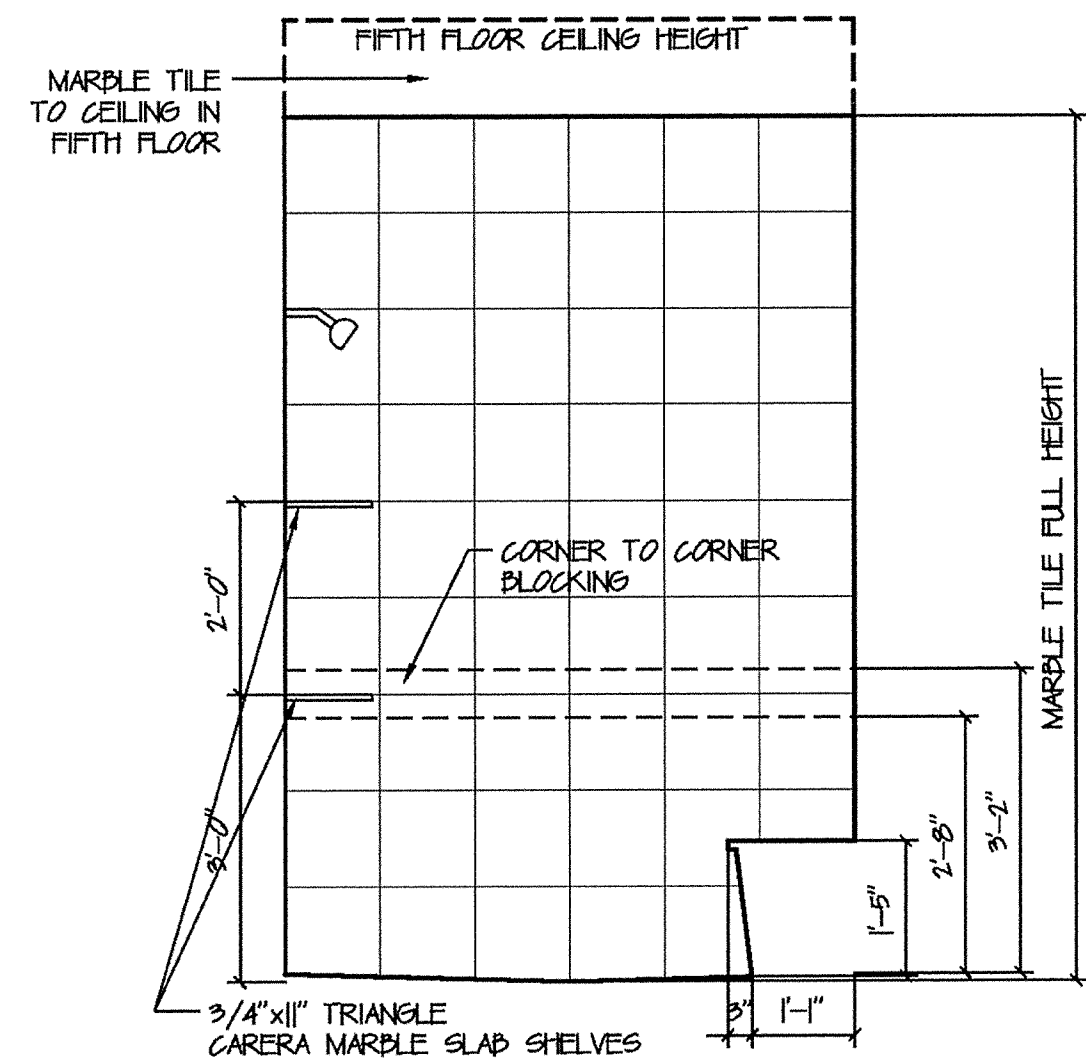 FIFTH FLOOR CEILING HEIGHT
MARBLE TILE
TO CEILING IN
FIFTH FLOOR
MARBLE TILE FULL HEIGHT
CORNER TO CORNER
BLOCKING
2'-0"
3'-0"
3'-2"
2'-8"
1'-5"
3"
1'-1"
3/4"x11" TRIANGLE
CARERA MARBLE SLAB SHELVES